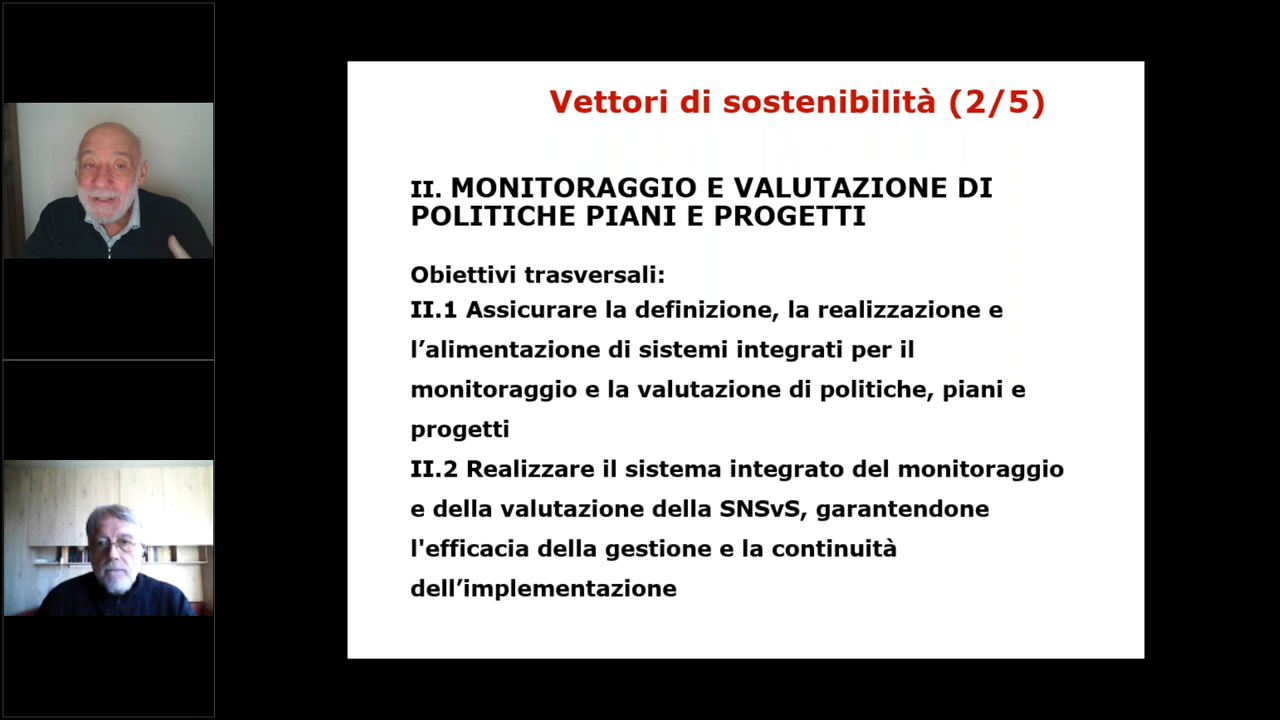 Vettori di sostenibilità (2/5)
II. MONITORAGGIO E VALUTAZIONE DI
POLITICHE PIANI E PROGETTI
Obiettivi trasversali:
II.1 Assicurare la definizione, la realizzazione e
l’alimentazione di sistemi integrati per il
monitoraggio e la valutazione di politiche, piani e
progetti
II.2 Realizzare il sistema integrato del monitoraggio
e della valutazione della SNSvS, garantendone
l'efficacia della gestione e la continuità
dell’implementazione